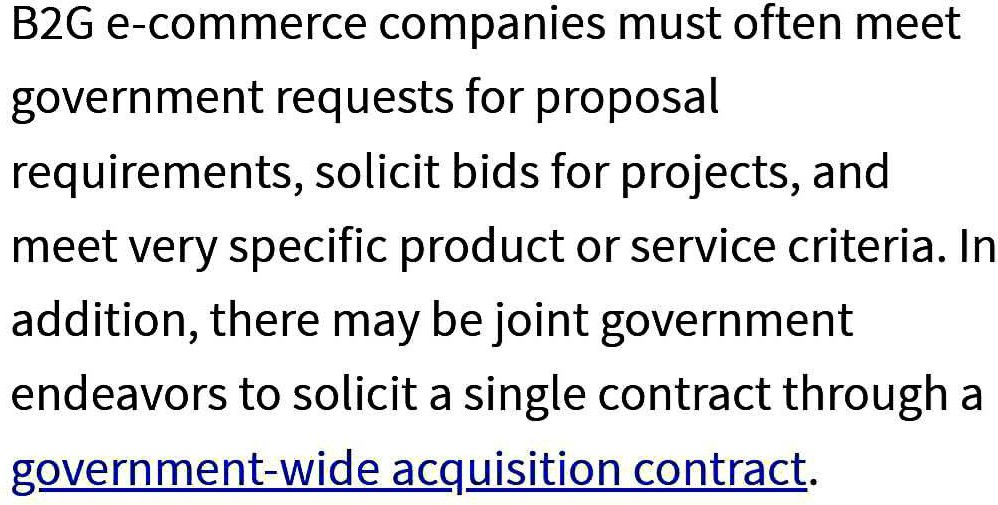 B2G e-commerce companies must often meet
government requests for proposal
requirements, solicit bids for projects, and
meet very specific product or service criteria. In
addition, there may be joint government
endeavors to solicit a single contract through a
government-wide acquisition contract.